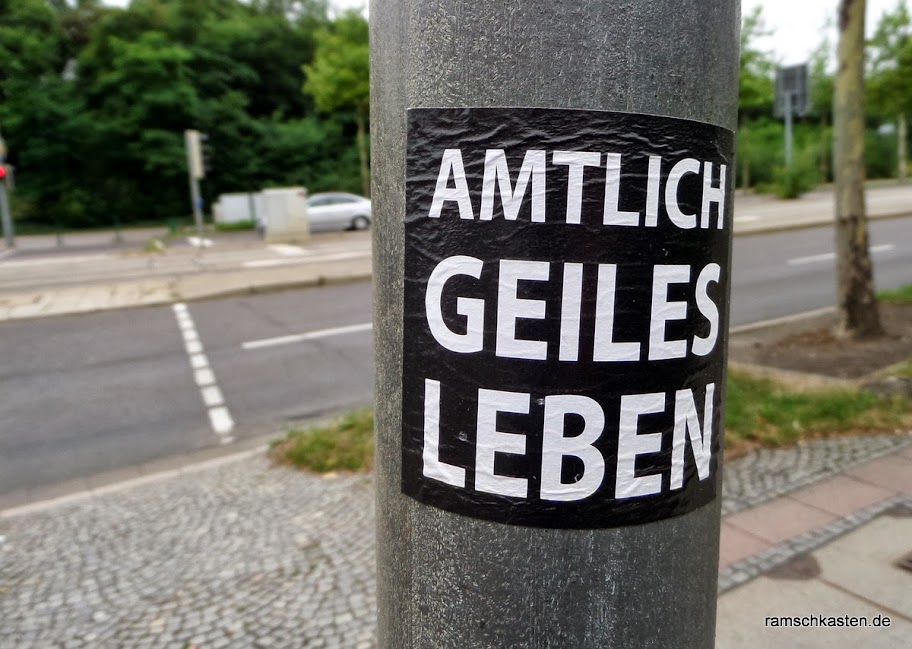 AMTLICH
GEILES
LEBEN
ramschkasten.de